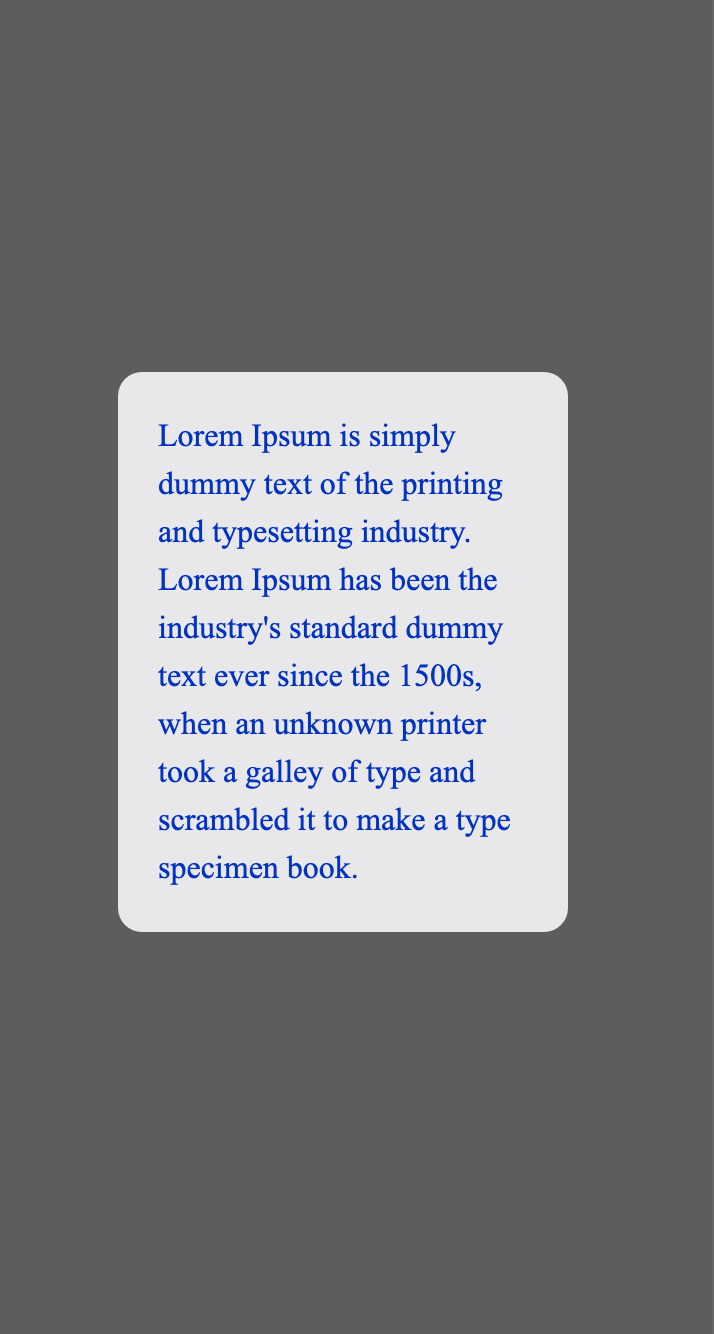 Lorem Ipsum is simply
dummy text of the printing
and typesetting industry.
Lorem Ipsum has been the
industry's standard dummy
text ever since the 1500s,
when an unknown printer
took a galley of type and
scrambled it to make a type
specimen book.